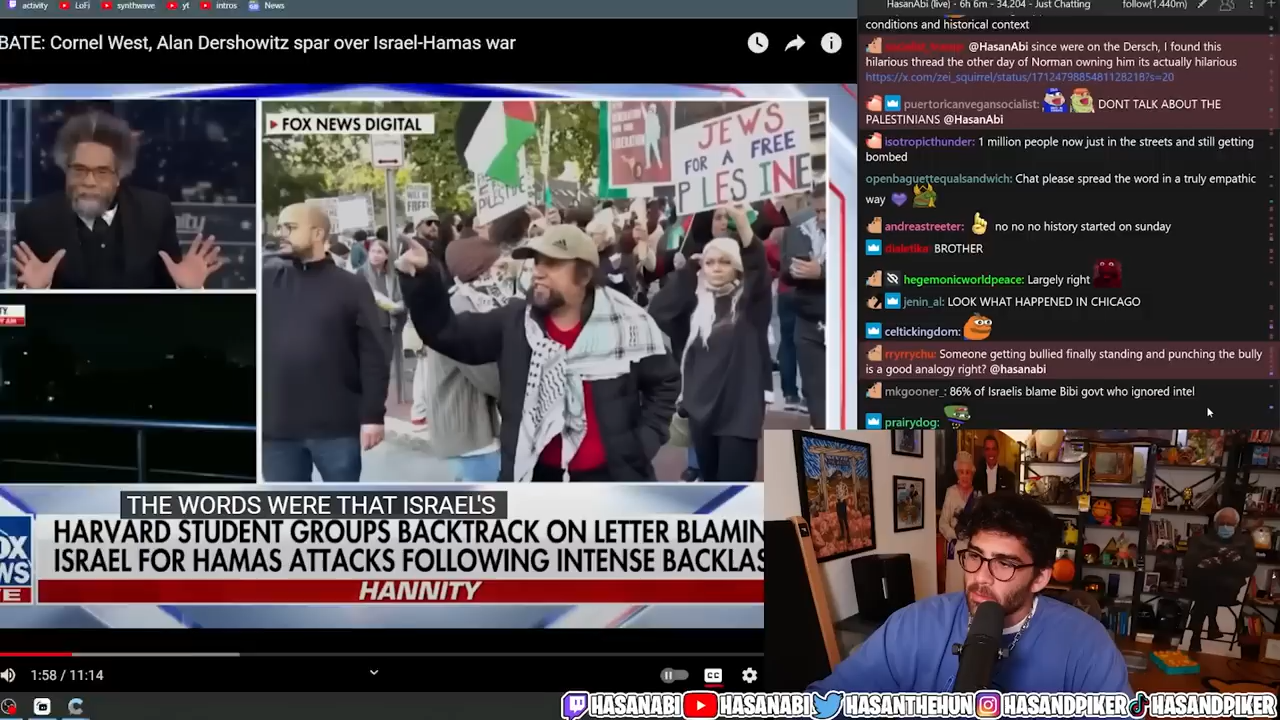 activity
LoFi
synthwave
yt
intros
News
HasanAbi (live) - 6h 6m - 34,204 - Just Chatting
follow(1,440m)
BATE: Cornel West, Alan Dershowitz spar over Israel-Hamas war
conditions and historical context
@HasanAbi since were on the Dersch, I found this
hilarious thread the other day of Norman owning him its actually hilarious
https://x.com/zei_squirrel/status/1712479885481128218?s=20
puertoricanvegansocialist: DONT TALK ABOUT THE
PALESTINIANS @HasanAbi
isotropicthunder: 1 million people now just in the streets and still getting
bombed
openbaguetteequalsandwich: Chat please spread the word in a truly empathic
way
andreastreeter: no no no history started on sunday
dialetika: BROTHER
hegemonicworldpeace: Largely right
jenin_al: LOOK WHAT HAPPENED IN CHICAGO
celtickingdom:
rryrrychu: Someone getting bullied finally standing and punching the bully
is a good analogy right? @hasanabi
mkgooner_: 86% of Israelis blame Bibi govt who ignored intel
prairydog:
FOX NEWS DIGITAL
JEWS
FOR A FREE
PLESTINE
THE WORDS WERE THAT ISRAEL'S
HARVARD STUDENT GROUPS BACKTRACK ON LETTER BLAMIN
ISRAEL FOR HAMAS ATTACKS FOLLOWING INTENSE BACKLAS
HANNITY
1:58 / 11:14
CC
HASANABI
HASANABI
HASANTHEHUN
HASANDPIKER
HASANDPIKER